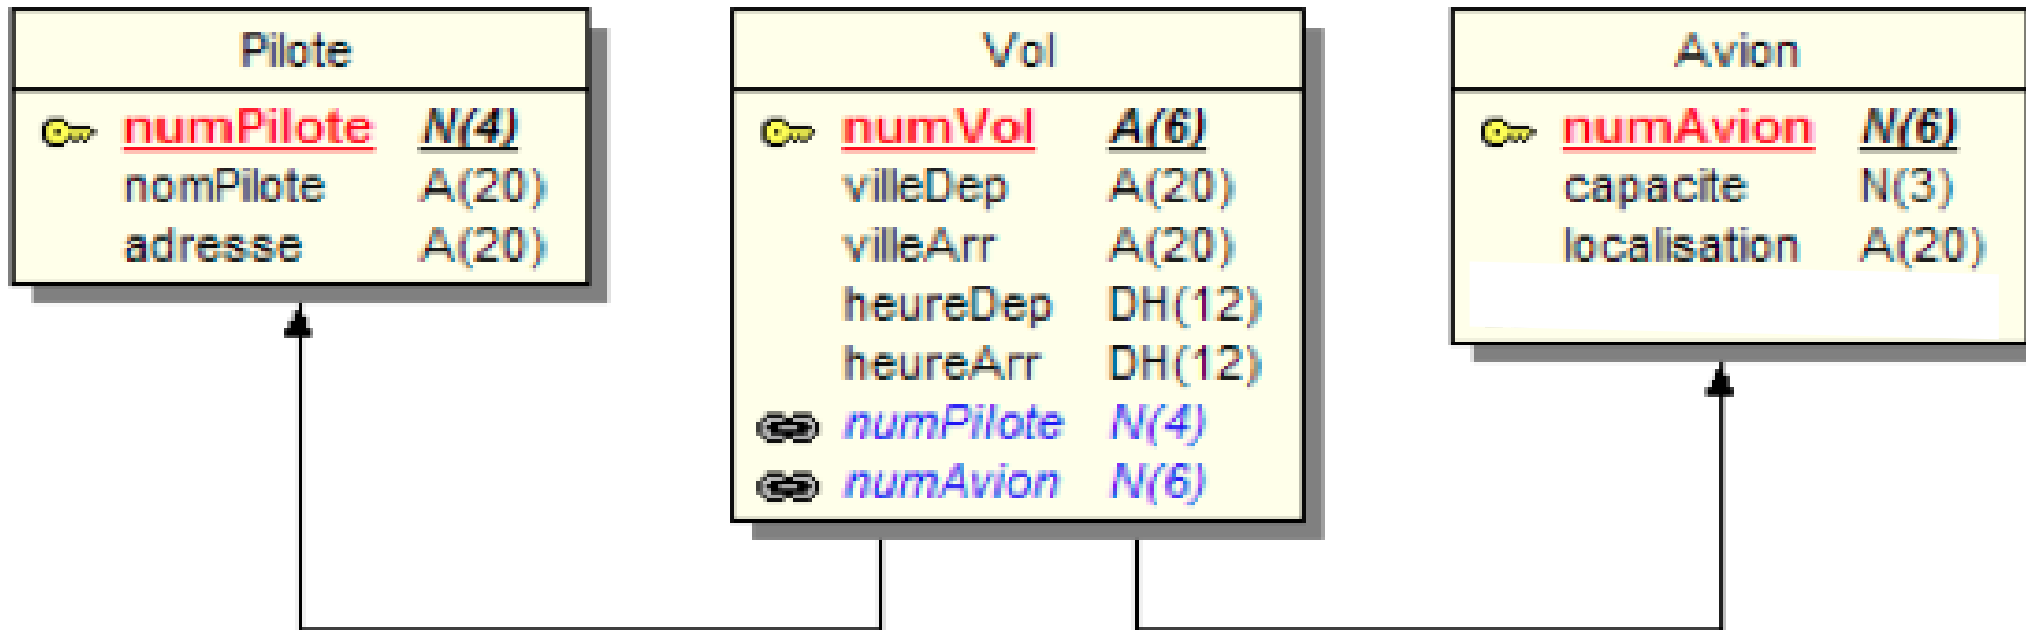 Pilote
numPilote N(4)
nomPilote A(20)
adresse A(20)
Vol
numVol A(6)
villeDep A(20)
villeArr A(20)
heureDep DH(12)
heureArr DH(12)
numPilote N(4)
numAvion N(6)
Avion
numAvion N(6)
capacite N(3)
localisation A(20)